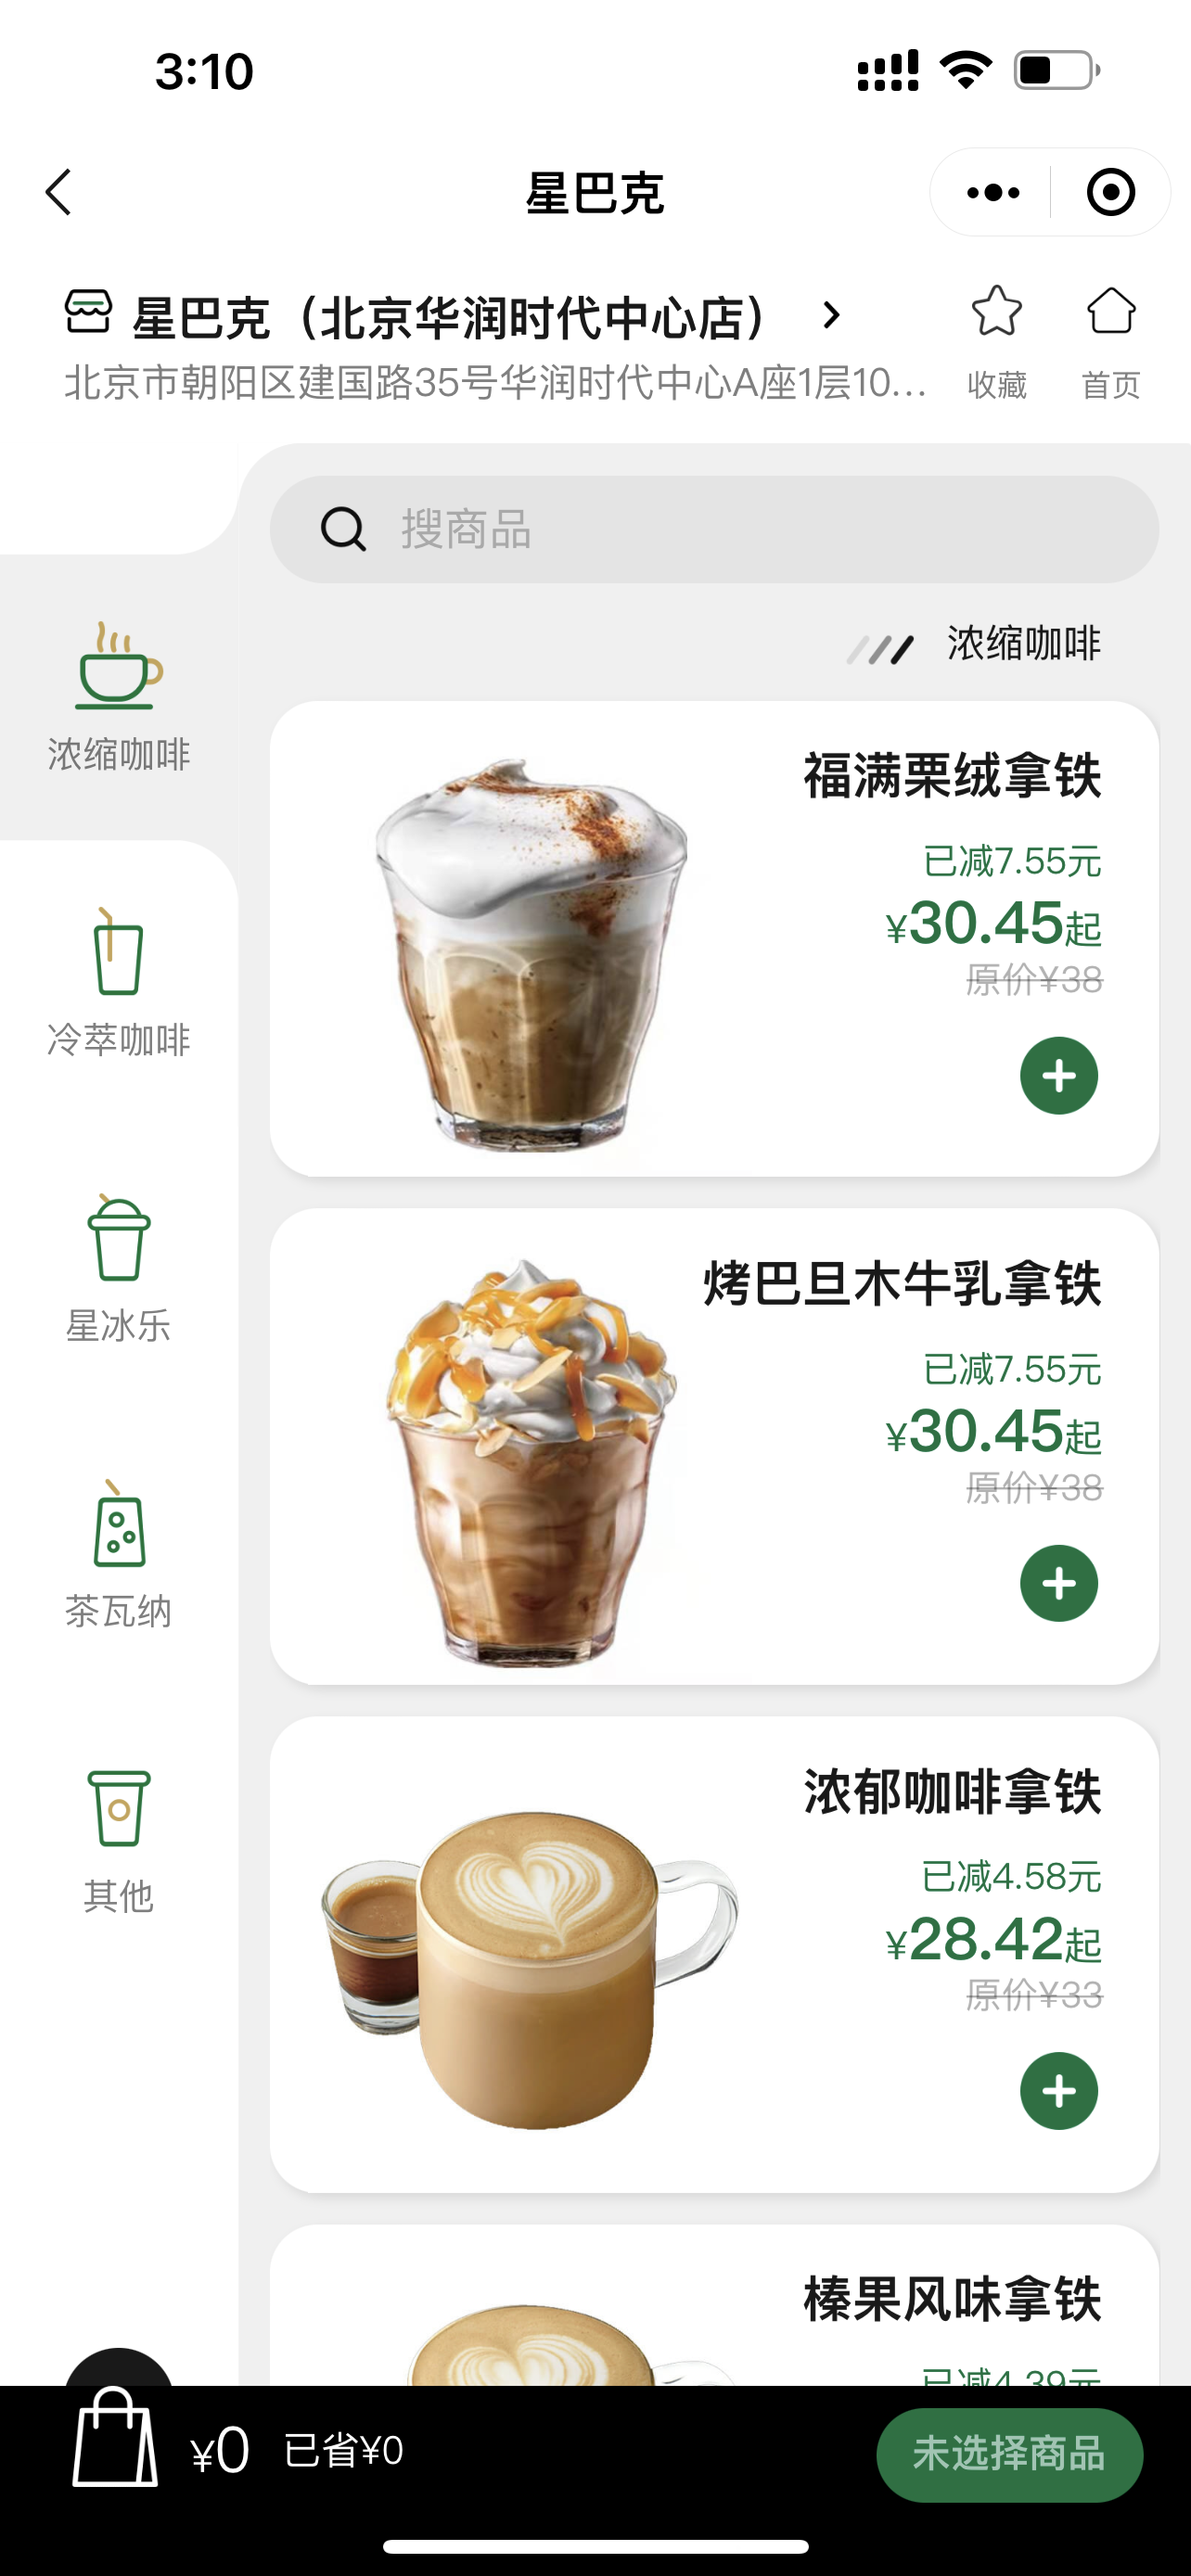 3:10
星巴克
星巴克（北京华润时代中心店）
北京市朝阳区建国路35号华润时代中心A座1层10...
收藏
首页
搜商品
浓缩咖啡
浓缩咖啡
冷萃咖啡
星冰乐
茶瓦纳
其他
福满栗绒拿铁
已减7.55元
¥30.45起
原价¥38
烤巴旦木牛乳拿铁
已减7.55元
¥30.45起
原价¥38
浓郁咖啡拿铁
已减4.58元
¥28.42起
原价¥33
榛果风味拿铁
已减4.39元
¥0 已省¥0
未选择商品